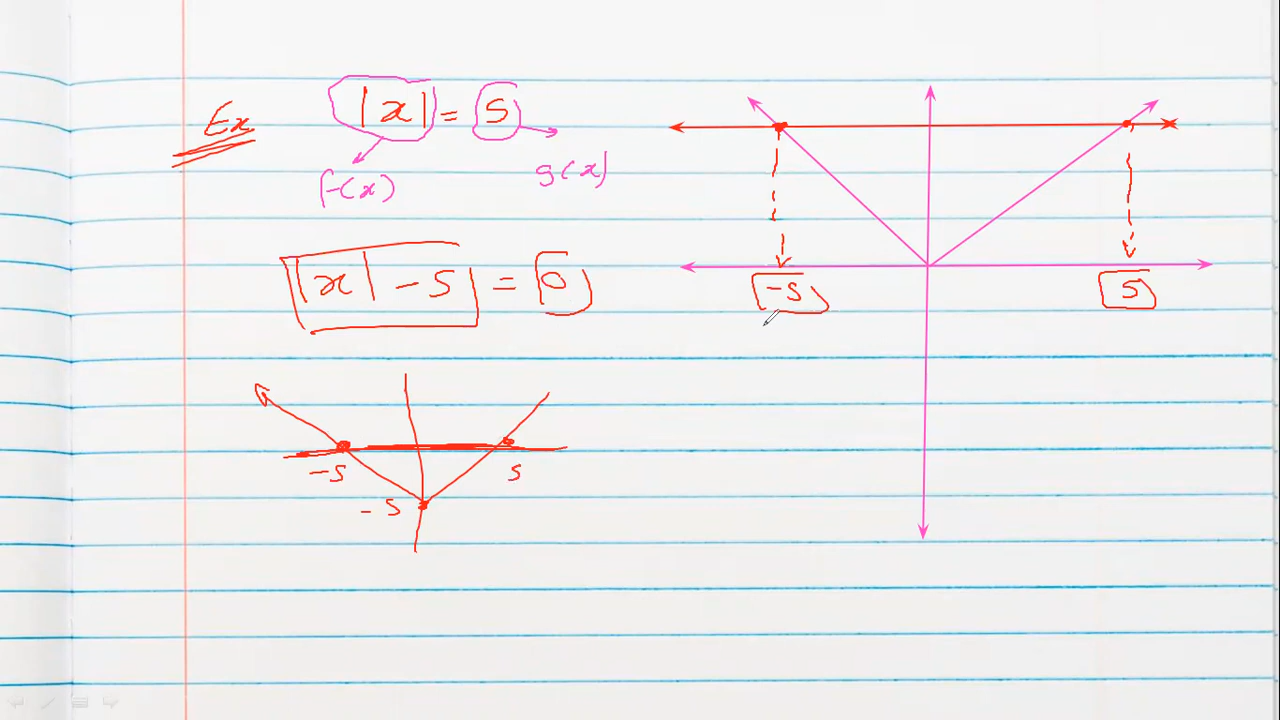 Ex |x| = 5
f(x) g(x)
|x| - 5 = 0
-5 5
-5 5
-5